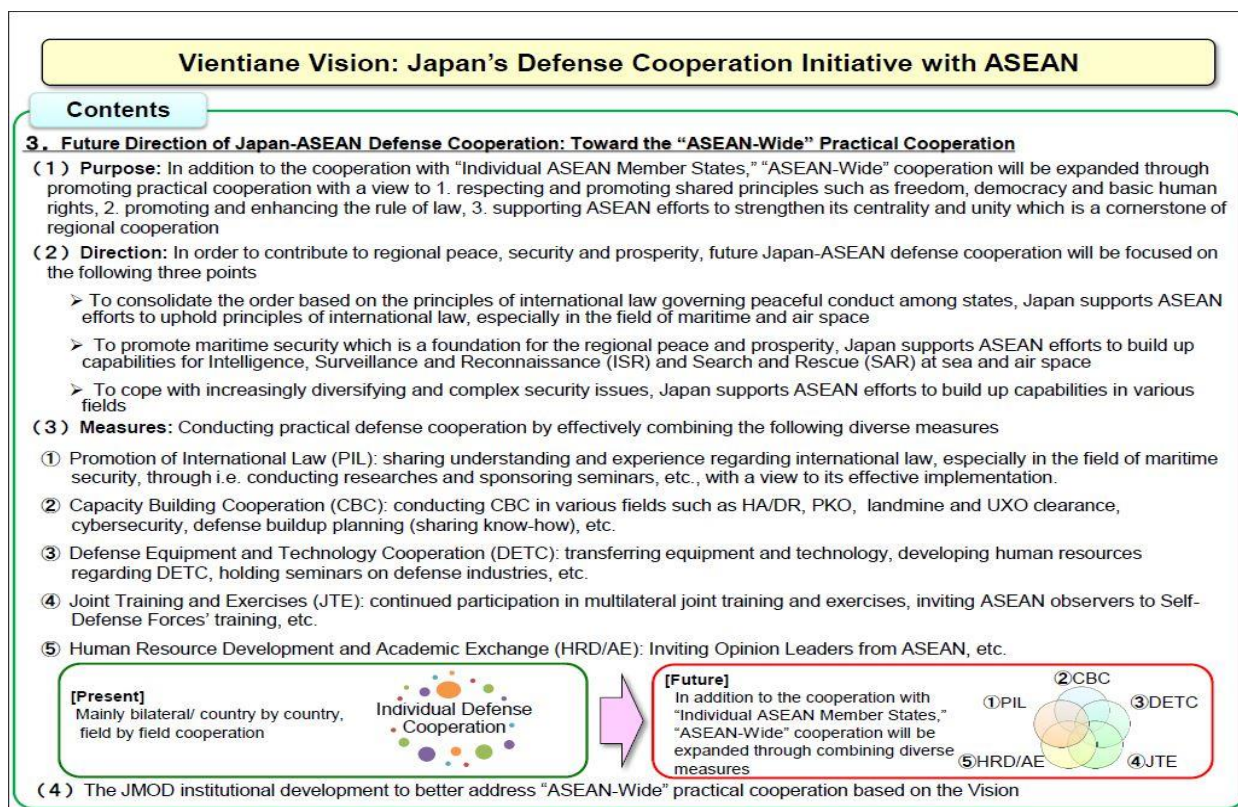 Vientiane Vision: Japan's Defense Cooperation Initiative with ASEAN
Contents
3．Future Direction of Japan-ASEAN Defense Cooperation: Toward the "ASEAN-Wide" Practical Cooperation
（1）Purpose: In addition to the cooperation with "Individual ASEAN Member States," "ASEAN-Wide" cooperation will be expanded through
promoting practical cooperation with a view to 1. respecting and promoting shared principles such as freedom, democracy and basic human
rights, 2. promoting and enhancing the rule of law, 3. supporting ASEAN efforts to strengthen its centrality and unity which is a cornerstone of
regional cooperation
（2）Direction: In order to contribute to regional peace, security and prosperity, future Japan-ASEAN defense cooperation will be focused on
the following three points
➢ To consolidate the order based on the principles of international law governing peaceful conduct among states, Japan supports ASEAN
efforts to uphold principles of international law, especially in the field of maritime and air space
➢ To promote maritime security which is a foundation for the regional peace and prosperity, Japan supports ASEAN efforts to build up
capabilities for Intelligence, Surveillance and Reconnaissance (ISR) and Search and Rescue (SAR) at sea and air space
➢ To cope with increasingly diversifying and complex security issues, Japan supports ASEAN efforts to build up capabilities in various
fields
（3）Measures: Conducting practical defense cooperation by effectively combining the following diverse measures
① Promotion of International Law (PIL): sharing understanding and experience regarding international law, especially in the field of maritime
security, through i.e. conducting researches and sponsoring seminars, etc., with a view to its effective implementation.
② Capacity Building Cooperation (CBC): conducting CBC in various fields such as HA/DR, PKO, landmine and UXO clearance,
cybersecurity, defense buildup planning (sharing know-how), etc.
③ Defense Equipment and Technology Cooperation (DETC): transferring equipment and technology, developing human resources
regarding DETC, holding seminars on defense industries, etc.
④ Joint Training and Exercises (JTE): continued participation in multilateral joint training and exercises, inviting ASEAN observers to Self-
Defense Forces' training, etc.
⑤ Human Resource Development and Academic Exchange (HRD/AE): Inviting Opinion Leaders from ASEAN, etc.
[Present]
Mainly bilateral/ country by country,
field by field cooperation
Individual Defense
Cooperation
[Future]
In addition to the cooperation with
"Individual ASEAN Member States,"
"ASEAN-Wide" cooperation will be
expanded through combining diverse
measures
②CBC
①PIL
③DETC
⑤HRD/AE
④JTE
（4）The JMOD institutional development to better address "ASEAN-Wide" practical cooperation based on the Vision